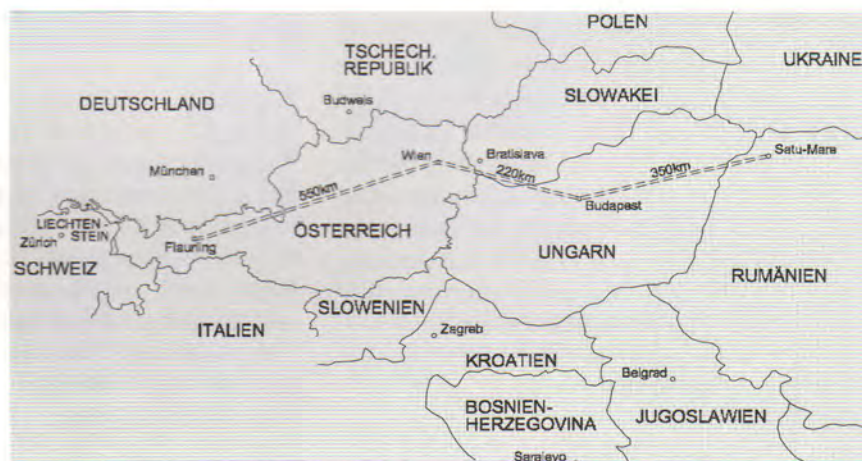 POLEN
TSCHECH.
REPUBLIK
UKRAINE
DEUTSCHLAND
SLOWAKEI
Budweis
Wien
Bratislava
Satu-Mare
München
550km
220km
350km
Budapest
LIECHTEN
STEIN
Zürich
Flaurling
ÖSTERREICH
UNGARN
SCHWEIZ
RUMÄNIEN
SLOWENIEN
ITALIEN
Zagreb
KROATIEN
Belgrad
BOSNIEN-
HERZEGOVINA
JUGOSLAWIEN
Sarajevo